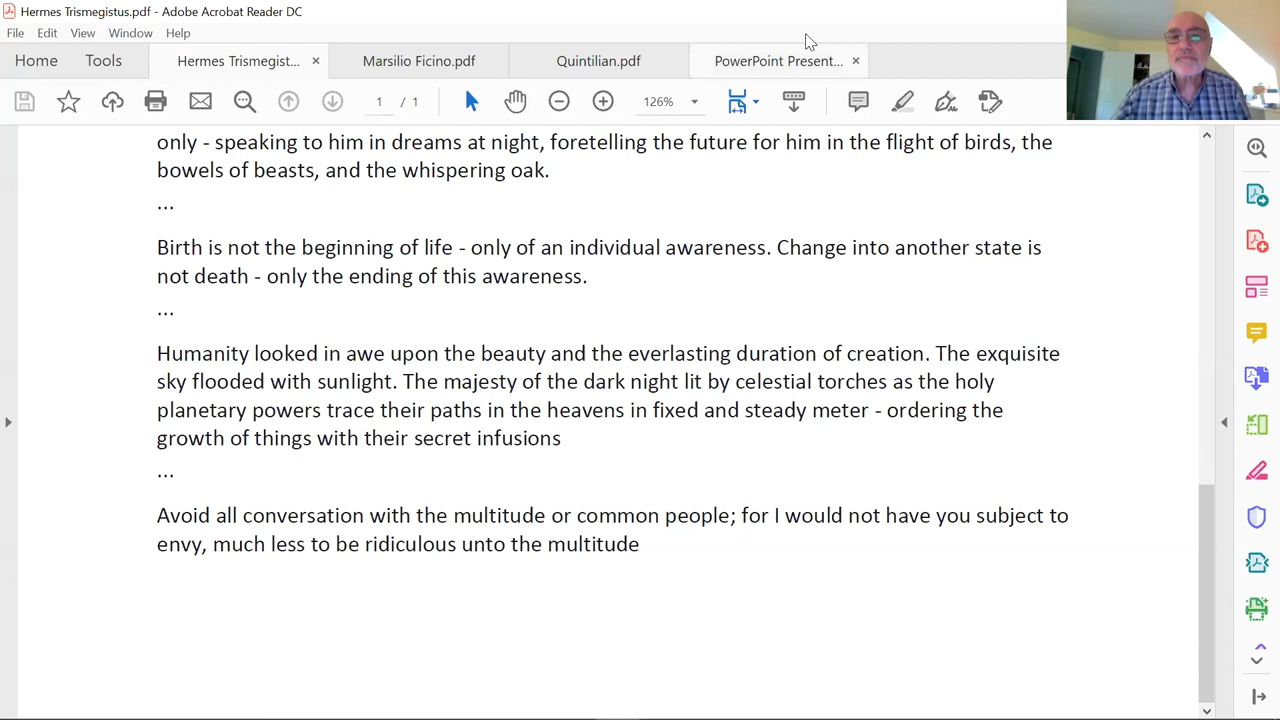 Hermes Trismegistus.pdf - Adobe Acrobat Reader DC
File Edit View Window Help
Home Tools Hermes Trismegist... × Marsilio Ficino.pdf Quintilian.pdf PowerPoint Present... ×
1 / 1 126%
only - speaking to him in dreams at night, foretelling the future for him in the flight of birds, the
bowels of beasts, and the whispering oak.
...
Birth is not the beginning of life - only of an individual awareness. Change into another state is
not death - only the ending of this awareness.
...
Humanity looked in awe upon the beauty and the everlasting duration of creation. The exquisite
sky flooded with sunlight. The majesty of the dark night lit by celestial torches as the holy
planetary powers trace their paths in the heavens in fixed and steady meter - ordering the
growth of things with their secret infusions
...
Avoid all conversation with the multitude or common people; for I would not have you subject to
envy, much less to be ridiculous unto the multitude